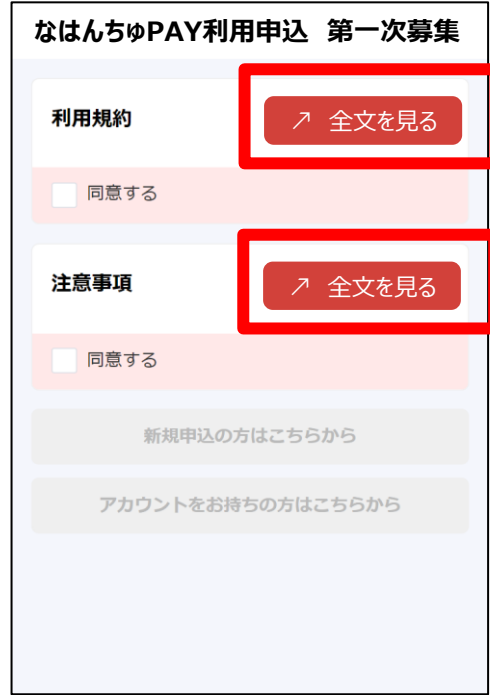 なはんちゅPAY利用申込 第一次募集
利用規約
↗ 全文を見る
同意する
注意事項
↗ 全文を見る
同意する
新規申込の方はこちらから
アカウントをお持ちの方はこちらから